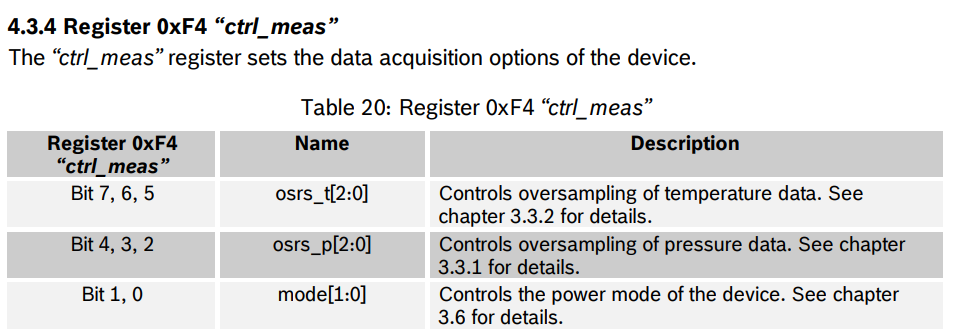 4.3.4 Register 0xF4 “ctrl_meas”
The “ctrl_meas” register sets the data acquisition options of the device.
Table 20: Register 0xF4 “ctrl_meas”
Register 0xF4 Name Description
“ctrl_meas”
Bit 7, 6, 5 osrs_t[2:0] Controls oversampling of temperature data. See
chapter 3.3.2 for details.
Bit 4, 3, 2 osrs_p[2:0] Controls oversampling of pressure data. See chapter
3.3.1 for details.
Bit 1, 0 mode[1:0] Controls the power mode of the device. See chapter
3.6 for details.